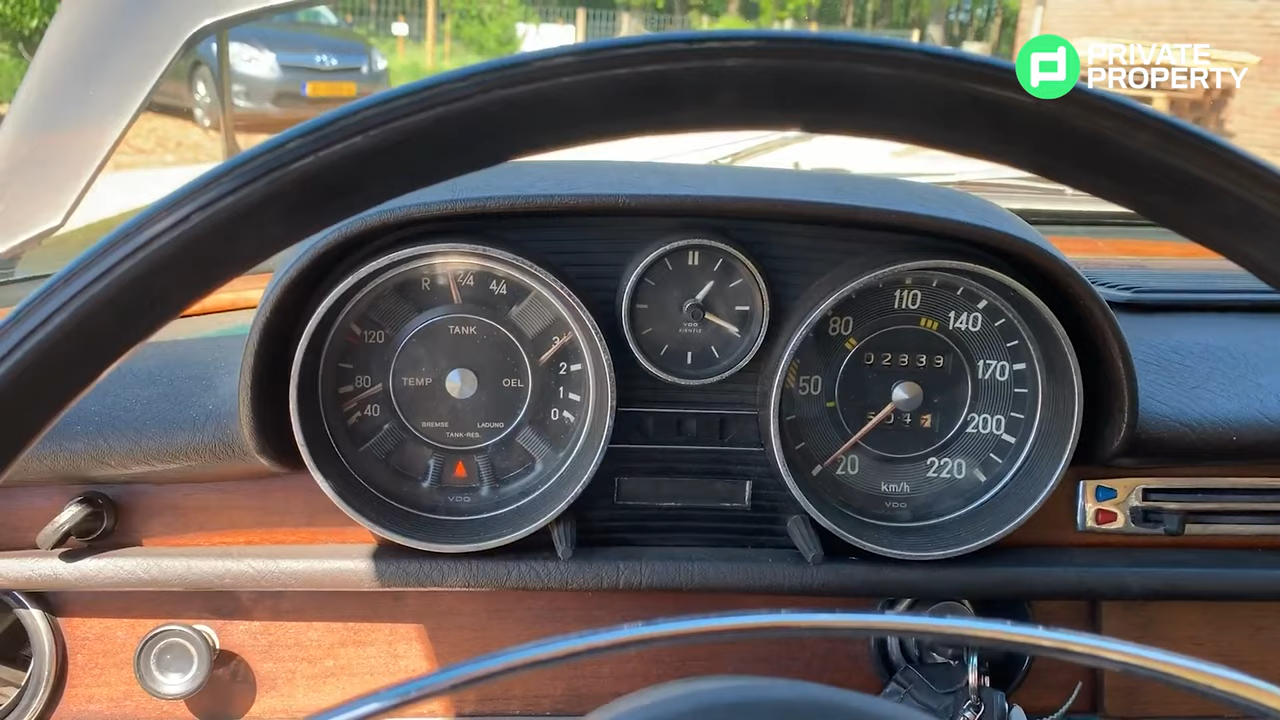 PRIVATE
PROPERTY
R 2/4 4/4
TANK
120
80
40
TEMP
OEL
3
2
1
0
BREMSE LADUNG
TANK-RES.
VDO
VDO
KIENZLE
110
80
140
50
170
200
20
220
02339
km/h
VDO